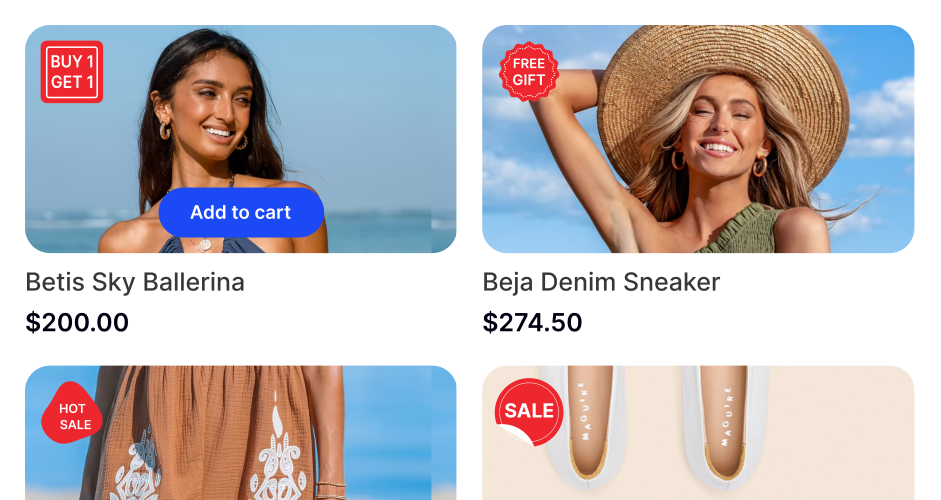 BUY 1
GET 1
FREE
GIFT
Add to cart
Betis Sky Ballerina
Beja Denim Sneaker
$200.00
$274.50
HOT
SALE
SALE
MAGUIRE
MAGUIRE